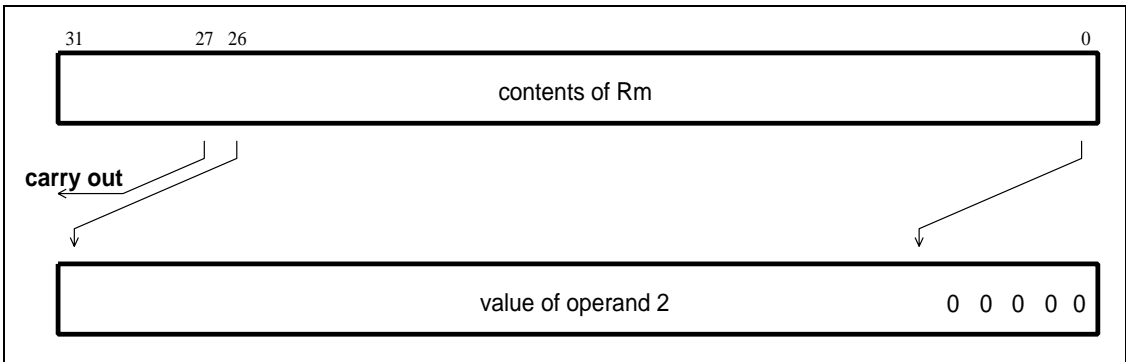 31 27 26 0
contents of Rm
carry out
value of operand 2 0 0 0 0 0